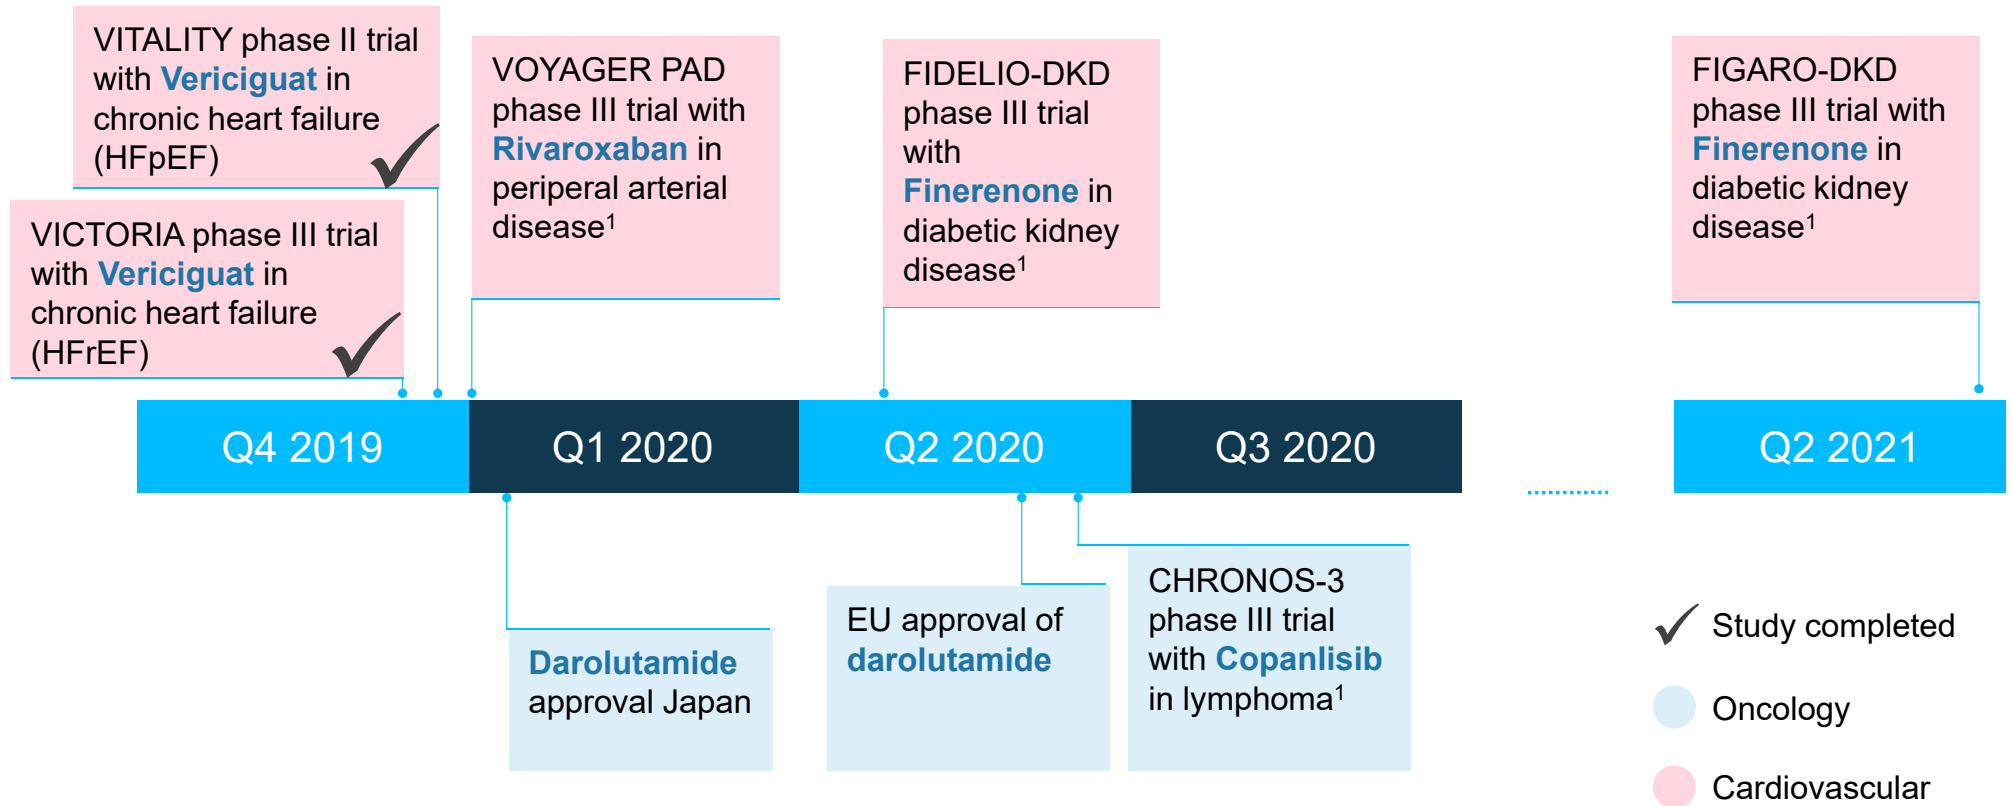 VITALITY phase II trial
with Vericiguat in
chronic heart failure
(HFpEF)
VICTORIA phase III trial
with Vericiguat in
chronic heart failure
(HFrEF)
VOYAGER PAD
phase III trial with
Rivaroxaban in
periperal arterial
disease¹
FIDELIO-DKD
phase III trial
with
Finerenone in
diabetic kidney
disease¹
FIGARO-DKD
phase III trial with
Finerenone in
diabetic kidney
disease¹
Q4 2019
Q1 2020
Q2 2020
Q3 2020
Q2 2021
Darolutamide
approval Japan
EU approval of
darolutamide
CHRONOS-3
phase III trial
with Copanlisib
in lymphoma¹
Study completed
Oncology
Cardiovascular